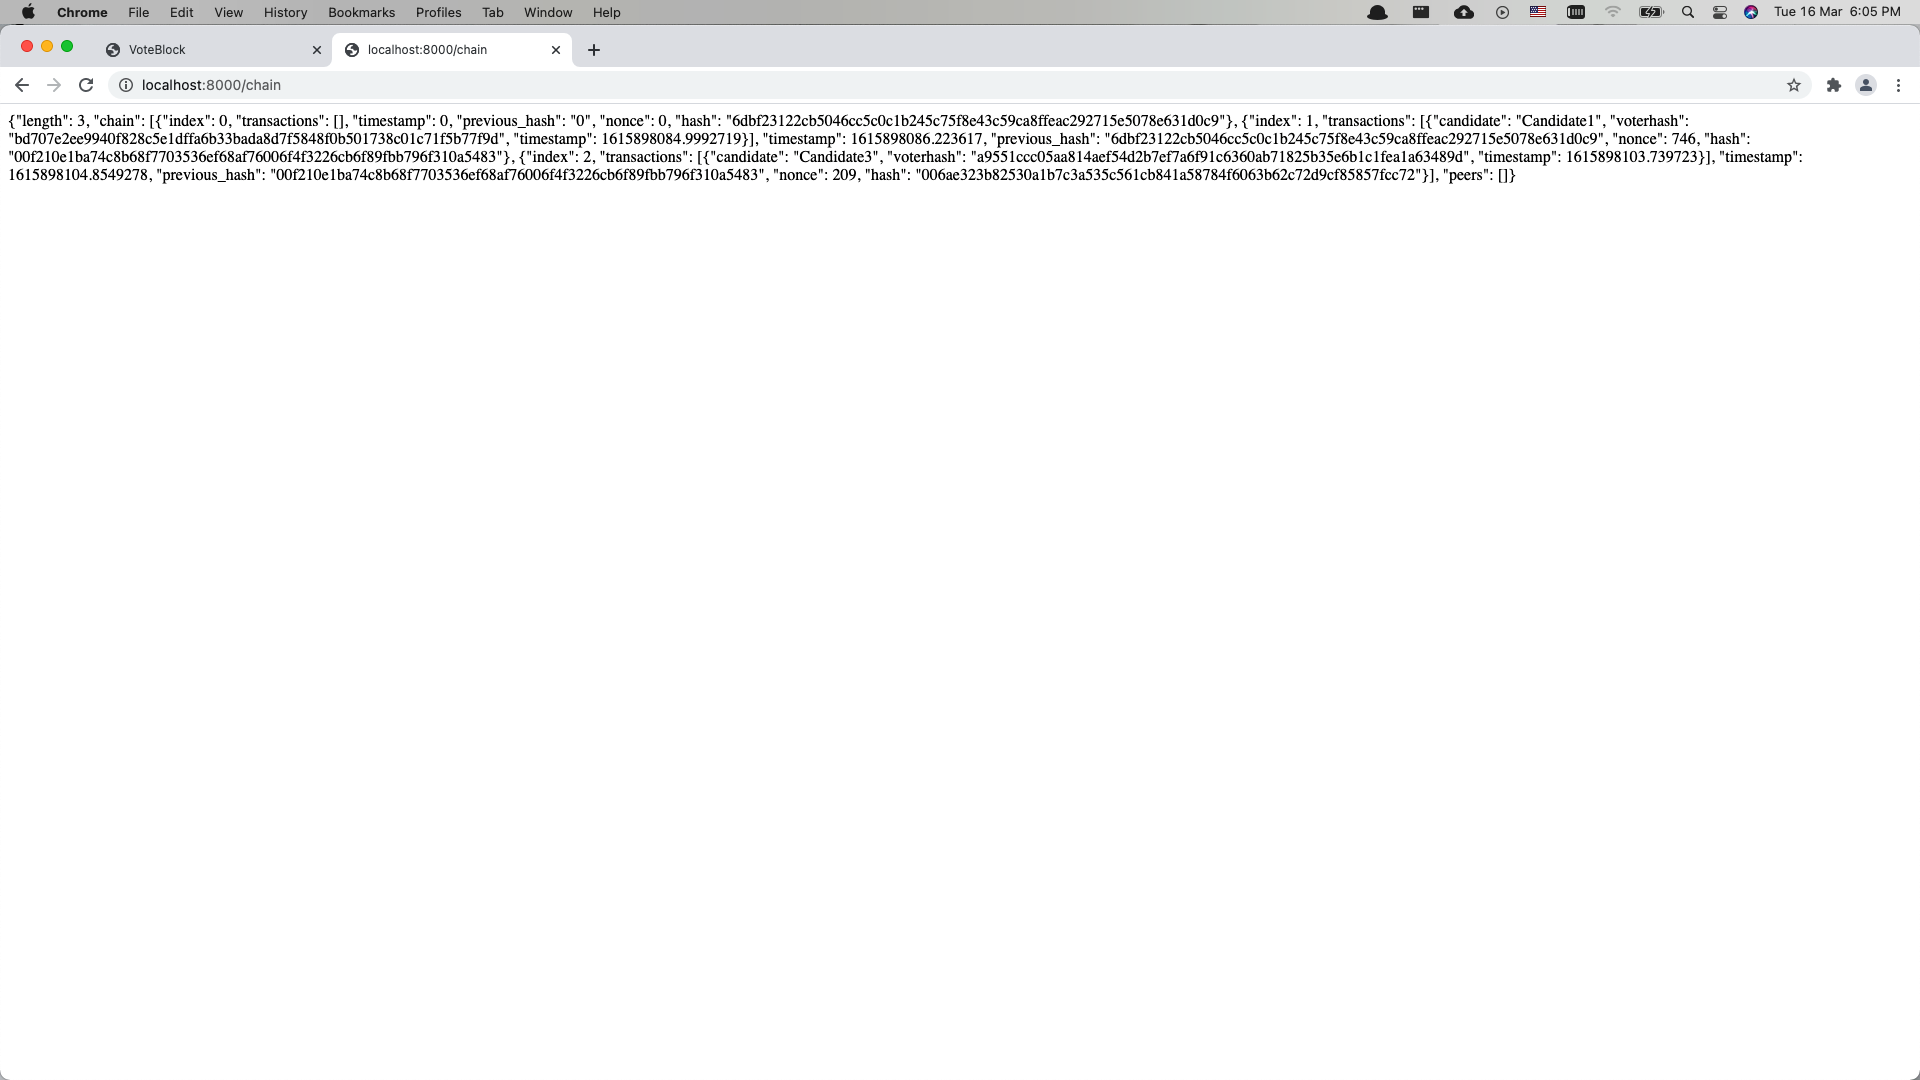 Chrome File Edit View History Bookmarks Profiles Tab Window Help Tue 16 Mar 6:05 PM
VoteBlock localhost:8000/chain
localhost:8000/chain
{"length": 3, "chain": [{"index": 0, "transactions": [], "timestamp": 0, "previous_hash": "0", "nonce": 0, "hash": "6dbf23122cb5046cc5c0c1b245c75f8e43c59ca8ffeac292715e5078e631d0c9"}, {"index": 1, "transactions": [{"candidate": "Candidate1", "voterhash":
"bd707e2ee9940f828c5e1dffa6b33bada8d7f5848f0b501738c01c71f5b77f9d", "timestamp": 1615898084.9992719}], "timestamp": 1615898086.223617, "previous_hash": "6dbf23122cb5046cc5c0c1b245c75f8e43c59ca8ffeac292715e5078e631d0c9", "nonce": 746, "hash":
"00f210e1ba74c8b68f7703536ef68af76006f4f3226cb6f89fbb796f310a5483"}, {"index": 2, "transactions": [{"candidate": "Candidate3", "voterhash": "a9551ccc05aa814aef54d2b7ef7a6f91c6360ab71825b35e6b1c1fea1a63489d", "timestamp": 1615898103.739723}], "timestamp":
1615898104.8549278, "previous_hash": "00f210e1ba74c8b68f7703536ef68af76006f4f3226cb6f89fbb796f310a5483", "nonce": 209, "hash": "006ae323b82530a1b7c3a535c561cb841a58784f6063b62c72d9cf85857fcc72"}], "peers": []}